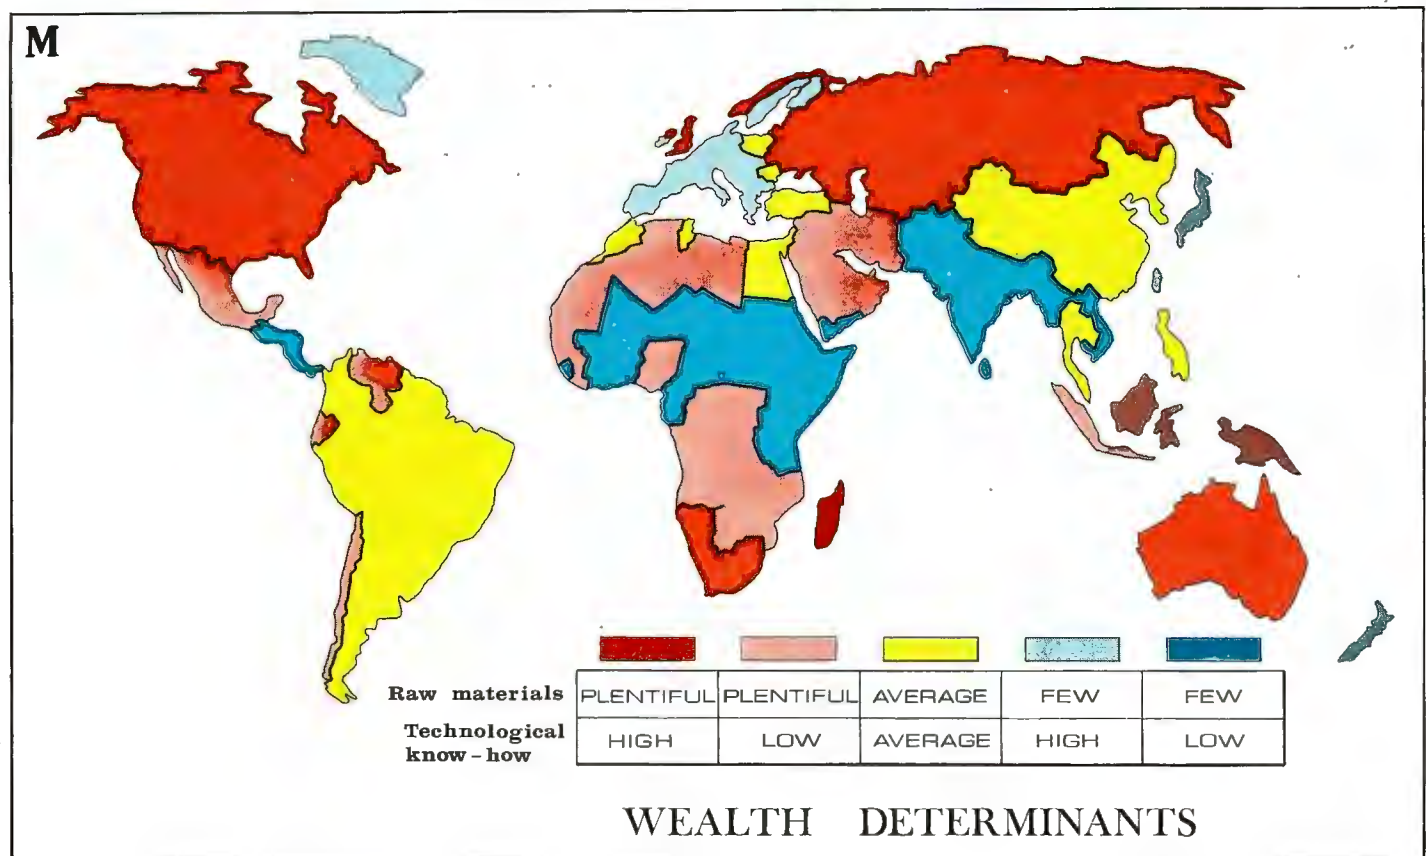 M
Raw materials PLENTIFUL PLENTIFUL AVERAGE FEW FEW
Technological
know-how HIGH LOW AVERAGE HIGH LOW
WEALTH DETERMINANTS